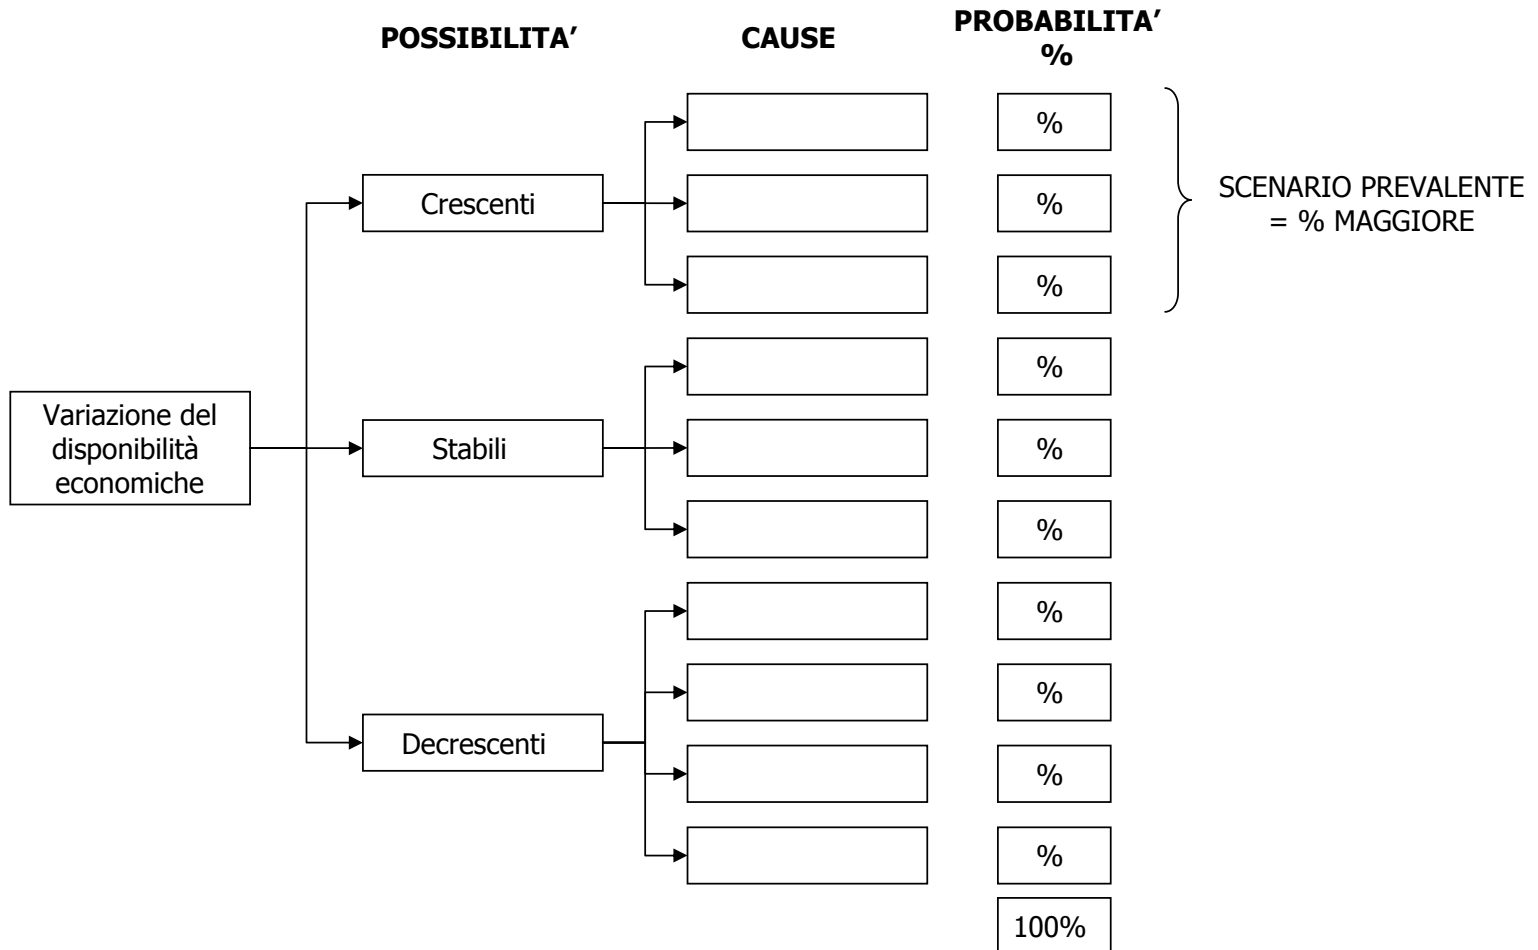 POSSIBILITA’
CAUSE
PROBABILITA’
%
%
Crescenti
%
%
SCENARIO PREVALENTE
= % MAGGIORE
Variazione del
disponibilità
economiche
Stabili
%
%
%
Decrescenti
%
%
%
%
100%